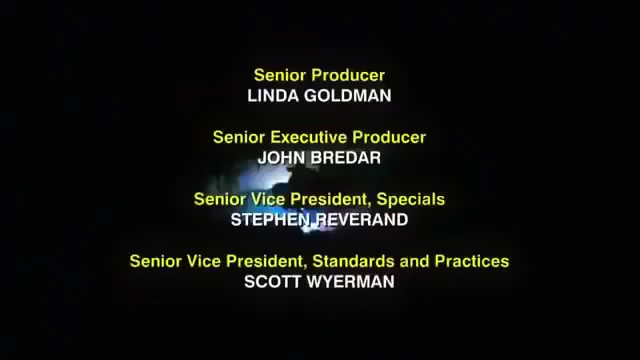 Senior Producer
LINDA GOLDMAN
Senior Executive Producer
JOHN BREDAR
Senior Vice President, Specials
STEPHEN REVERAND
Senior Vice President, Standards and Practices
SCOTT WYERMAN